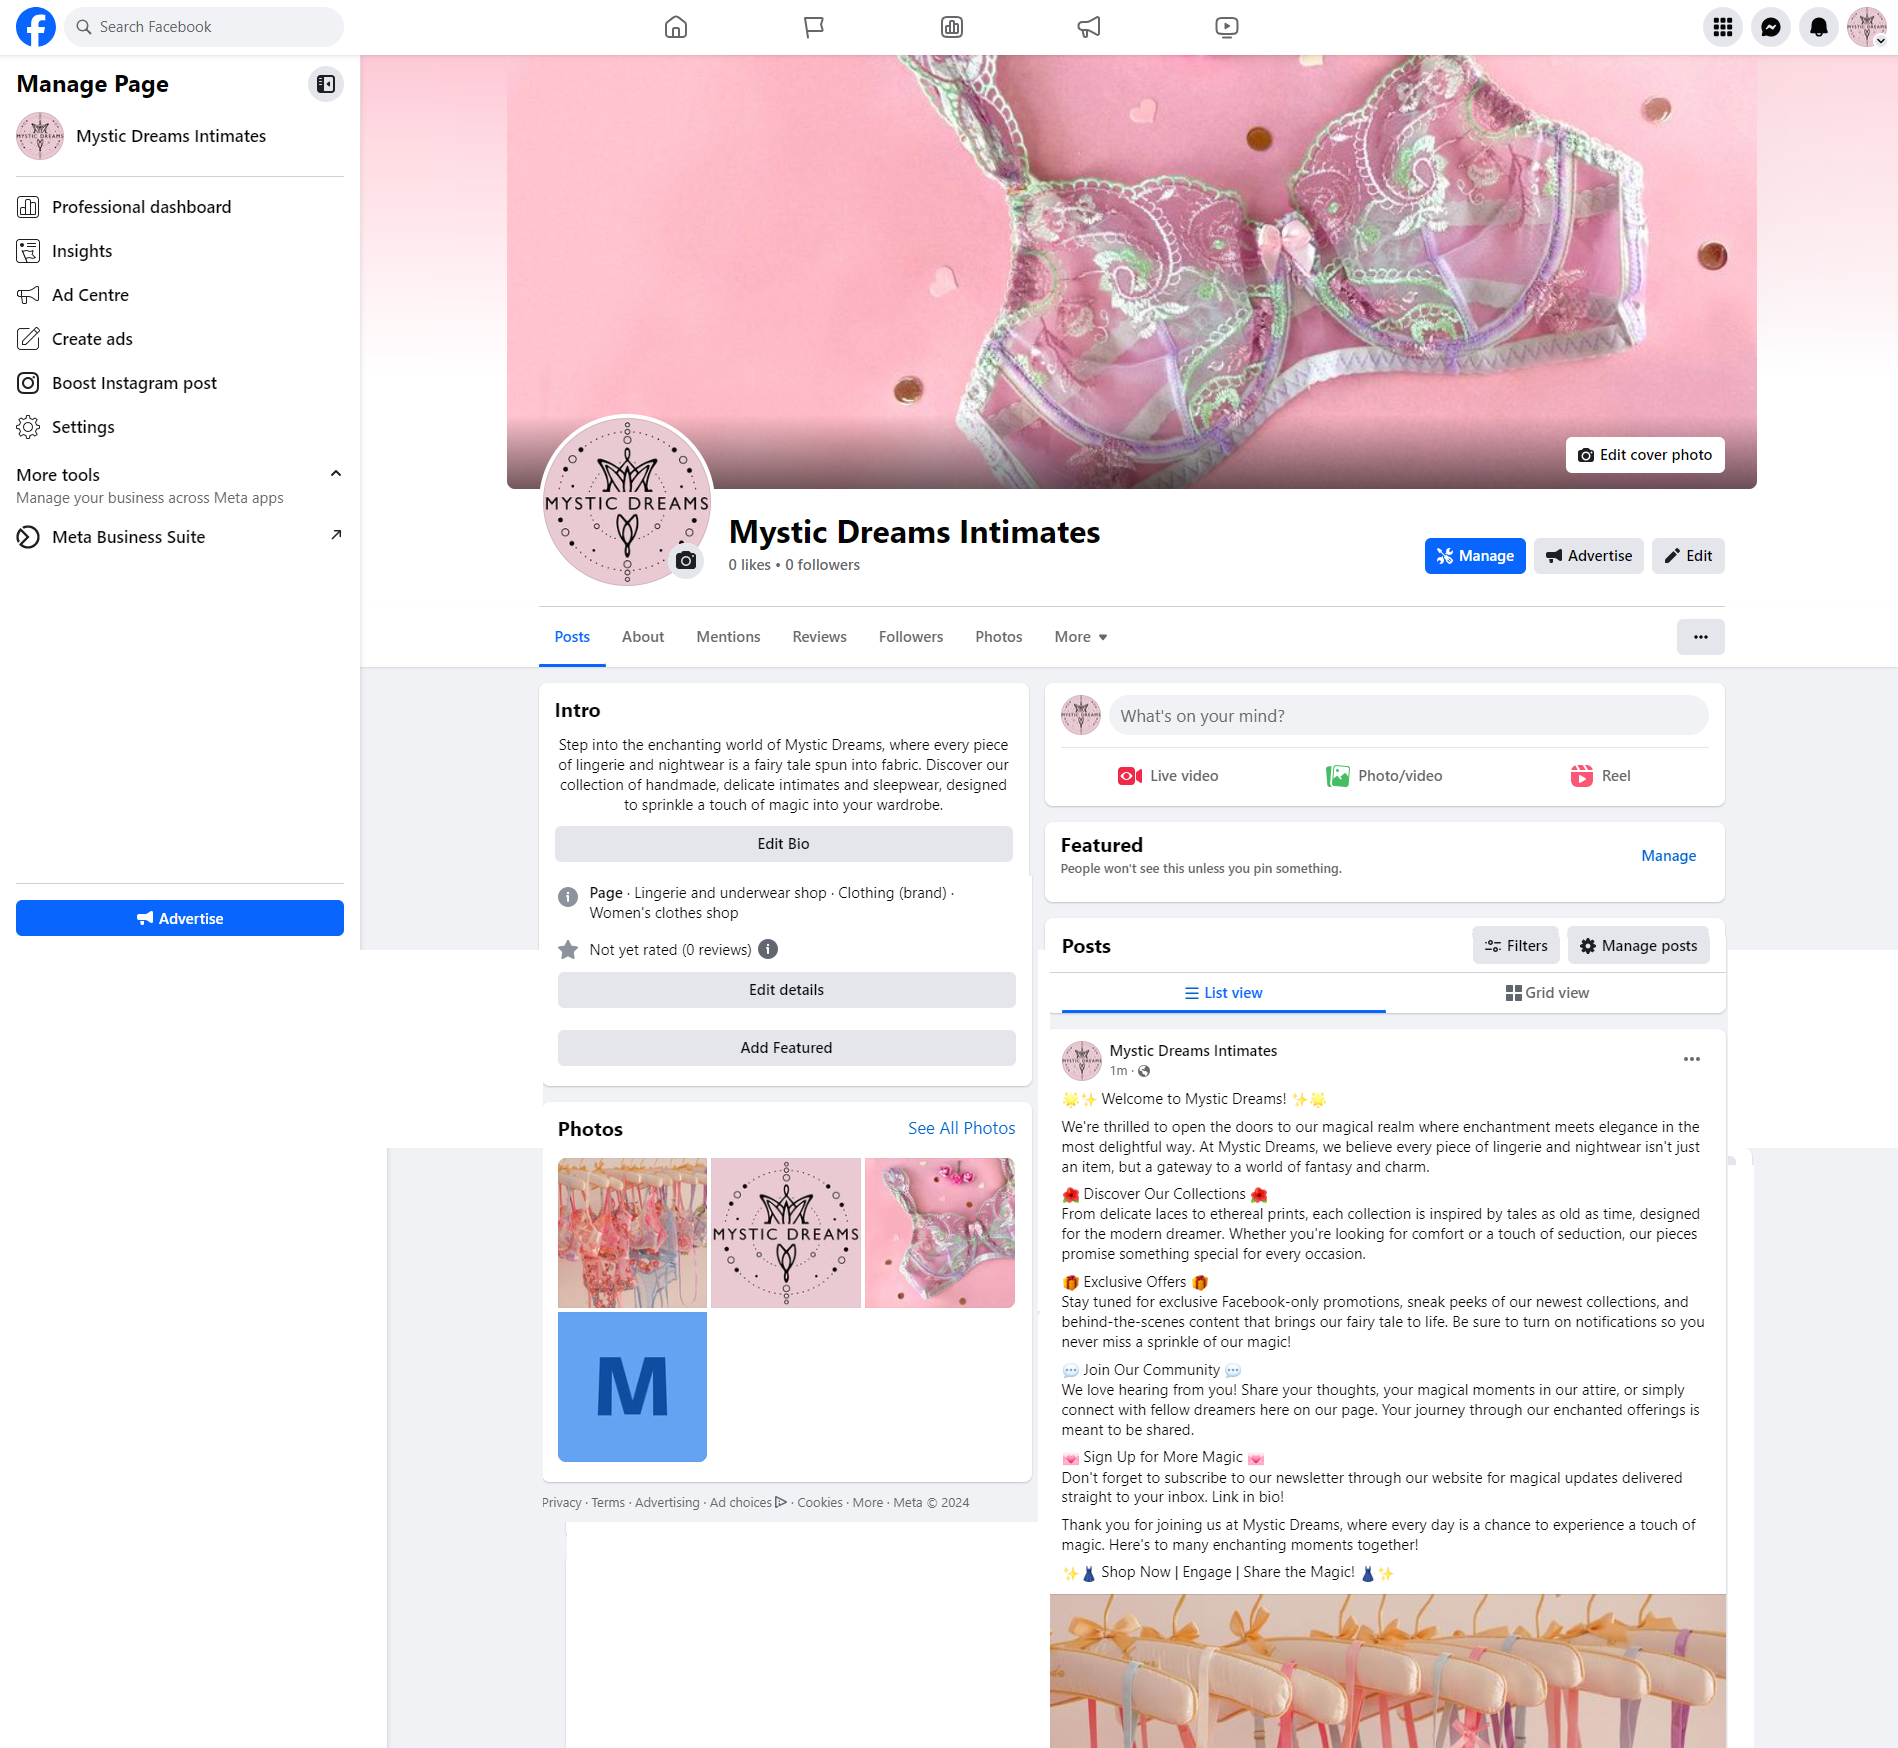 Search Facebook
Manage Page
MYSTIC DREAMS
Mystic Dreams Intimates
Professional dashboard
Insights
Ad Centre
Create ads
Boost Instagram post
Settings
More tools
Manage your business across Meta apps
Meta Business Suite
Advertise
Edit cover photo
MYSTIC DREAMS
Mystic Dreams Intimates
0 likes • 0 followers
Manage
Advertise
Edit
Posts
About
Mentions
Reviews
Followers
Photos
More
Intro
Step into the enchanting world of Mystic Dreams, where every piece
of lingerie and nightwear is a fairy tale spun into fabric. Discover our
collection of handmade, delicate intimates and sleepwear, designed
to sprinkle a touch of magic into your wardrobe.
Edit Bio
Page · Lingerie and underwear shop · Clothing (brand) ·
Women's clothes shop
Not yet rated (0 reviews)
Edit details
Add Featured
Photos
See All Photos
MYSTIC DREAMS
M
Privacy · Terms · Advertising · Ad choices · Cookies · More · Meta © 2024
What's on your mind?
Live video
Photo/video
Reel
Featured
People won't see this unless you pin something.
Manage
Posts
Filters
Manage posts
List view
Grid view
MYSTIC DREAMS
Mystic Dreams Intimates
1m ·
🌟✨ Welcome to Mystic Dreams! ✨🌟
We're thrilled to open the doors to our magical realm where enchantment meets elegance in the
most delightful way. At Mystic Dreams, we believe every piece of lingerie and nightwear isn't just
an item, but a gateway to a world of fantasy and charm.
🌺 Discover Our Collections 🌺
From delicate laces to ethereal prints, each collection is inspired by tales as old as time, designed
for the modern dreamer. Whether you're looking for comfort or a touch of seduction, our pieces
promise something special for every occasion.
🎁 Exclusive Offers 🎁
Stay tuned for exclusive Facebook-only promotions, sneak peeks of our newest collections, and
behind-the-scenes content that brings our fairy tale to life. Be sure to turn on notifications so you
never miss a sprinkle of our magic!
💬 Join Our Community 💬
We love hearing from you! Share your thoughts, your magical moments in our attire, or simply
connect with fellow dreamers here on our page. Your journey through our enchanted offerings is
meant to be shared.
💌 Sign Up for More Magic 💌
Don't forget to subscribe to our newsletter through our website for magical updates delivered
straight to your inbox. Link in bio!
Thank you for joining us at Mystic Dreams, where every day is a chance to experience a touch of
magic. Here's to many enchanting moments together!
✨👗 Shop Now | Engage | Share the Magic! 👗✨